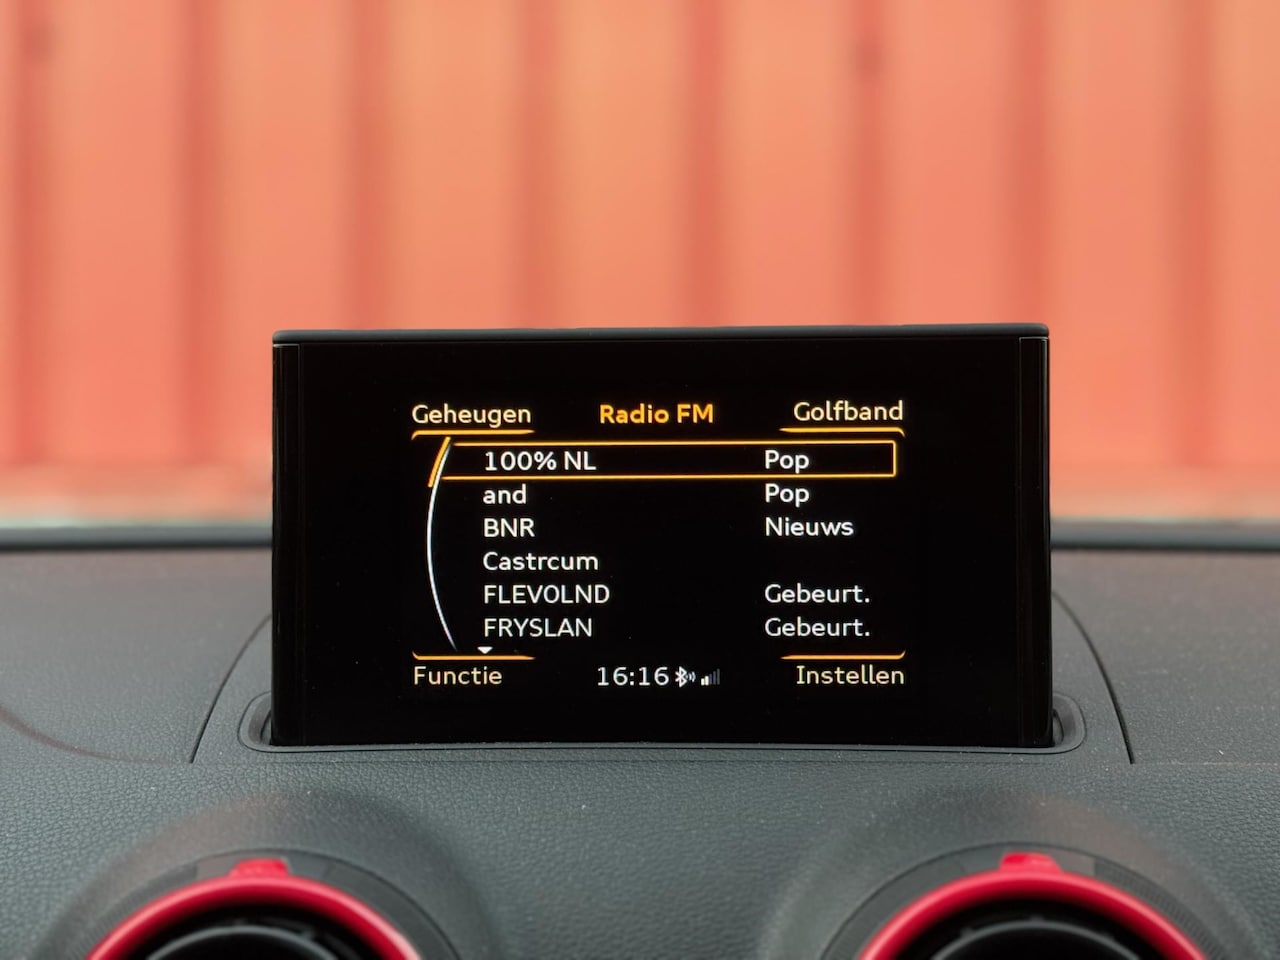 Geheugen Radio FM Golfband
100% NL Pop
and Pop
BNR Nieuws
Castrcum
FLEVOLND Gebeurt.
FRYSLAN Gebeurt.
Functie 16:16 Instellen